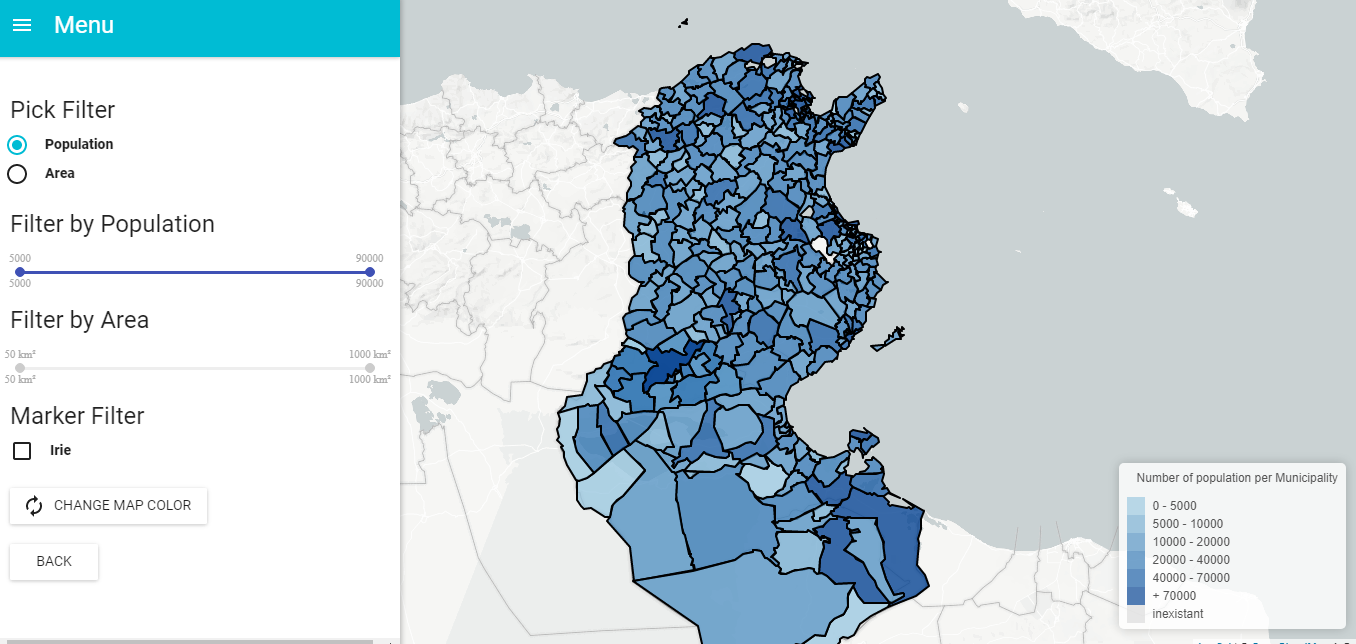 Menu
Pick Filter
Population
Area
Filter by Population
5000 90000
5000 90000
Filter by Area
50 km² 1000 km²
50 km² 1000 km²
Marker Filter
Irie
CHANGE MAP COLOR
BACK
Number of population per Municipality
0 - 5000
5000 - 10000
10000 - 20000
20000 - 40000
40000 - 70000
+ 70000
inexistant